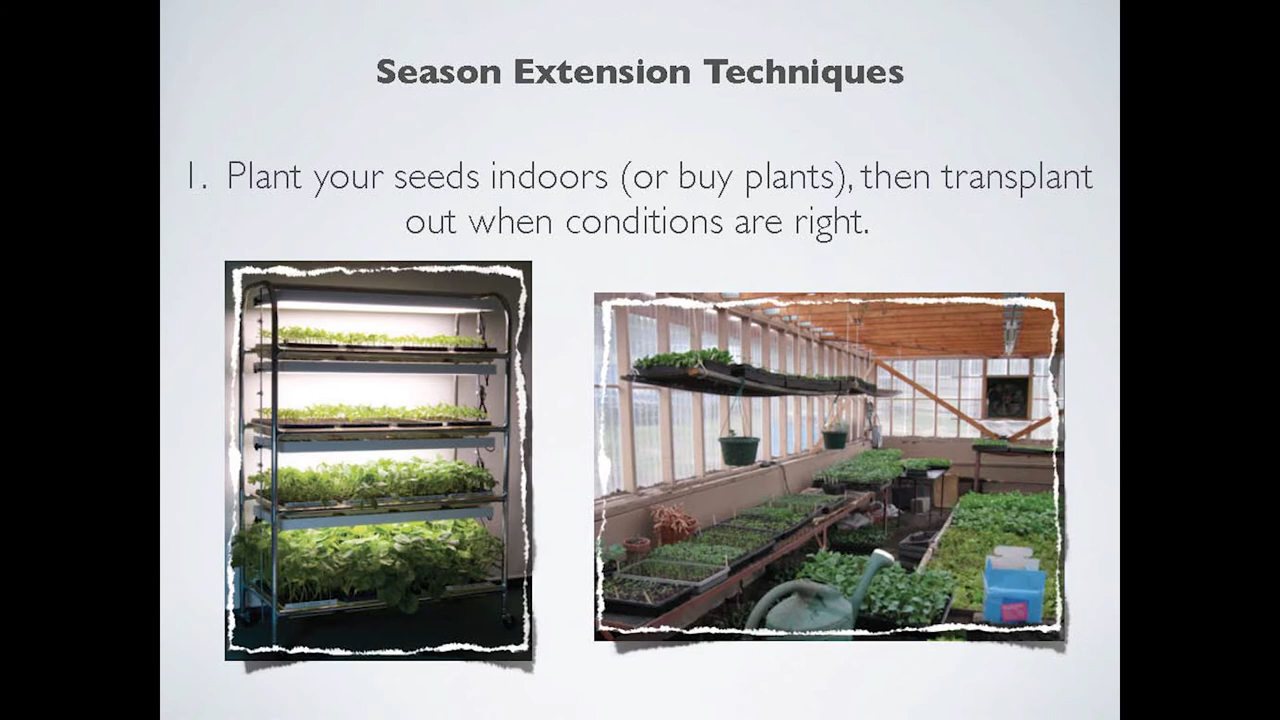 Season Extension Techniques
1. Plant your seeds indoors (or buy plants), then transplant
out when conditions are right.